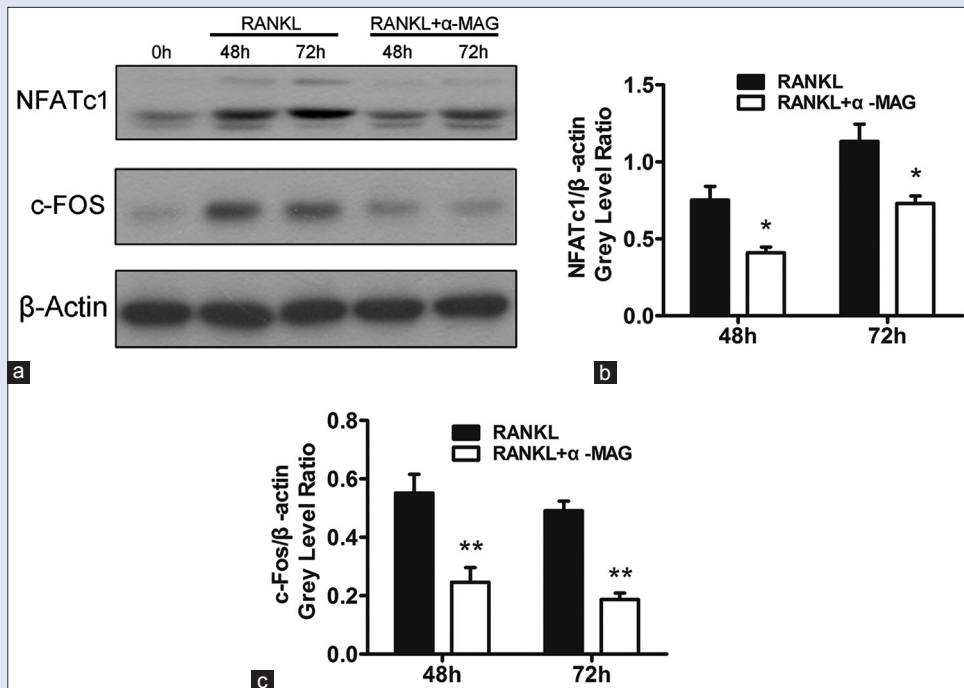 RANKL RANKL+α-MAG
0h 48h 72h 48h 72h
NFATc1
c-FOS
β-Actin
a
RANKL
RANKL+α -MAG
NFATc1/β -actin
Grey Level Ratio
1.5
1.0
0.5
0.0
*
*
48h 72h
b
RANKL
RANKL+α -MAG
c-Fos/β -actin
Grey Level Ratio
0.8
0.6
0.4
0.2
0.0
**
**
48h 72h
c